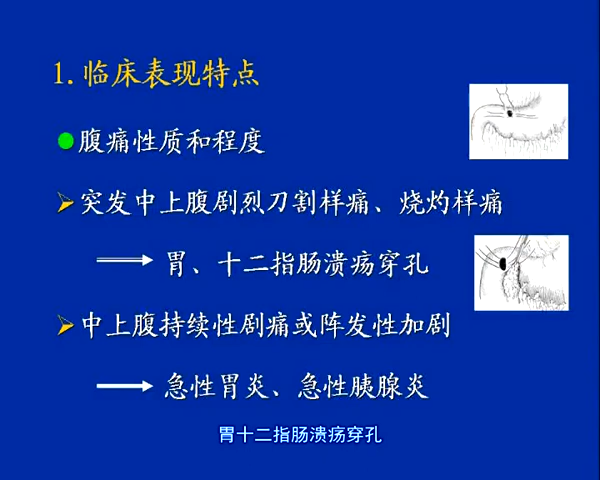 1.临床表现特点
腹痛性质和程度
突发中上腹剧烈刀割样痛、烧灼样痛
胃、十二指肠溃疡穿孔
中上腹持续性剧痛或阵发性加剧
急性胃炎、急性胰腺炎
胃十二指肠溃疡穿孔